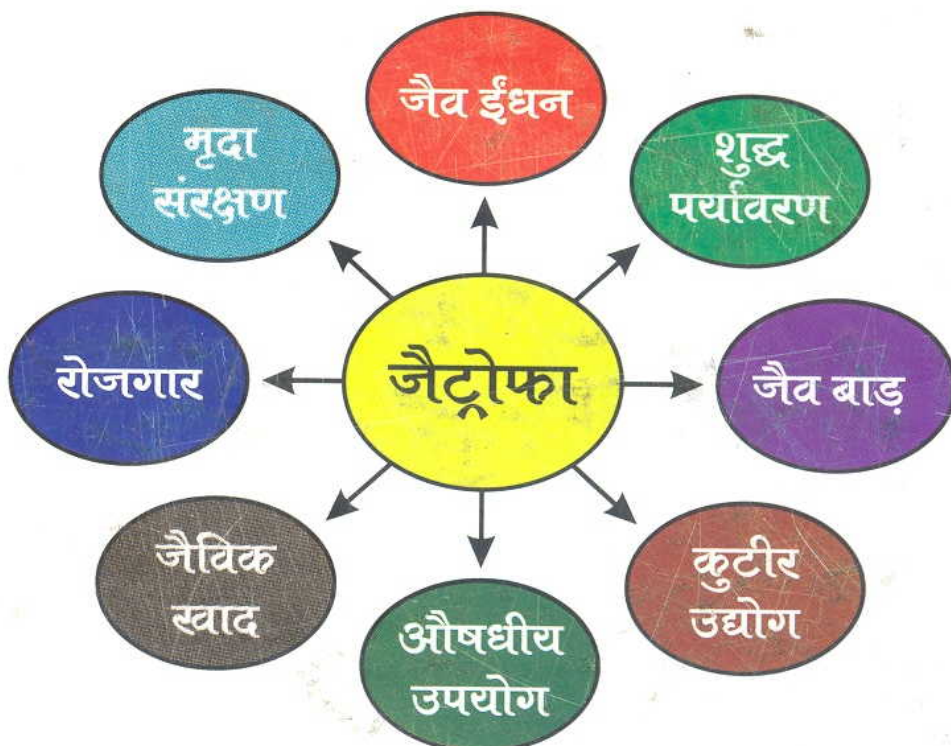 जैव ईंधन
शुद्ध
पर्यावरण
जैव बाड़
कुटीर
उद्योग
औषधीय
उपयोग
जैविक
खाद
रोजगार
मृदा
संरक्षण
जैट्रोफा